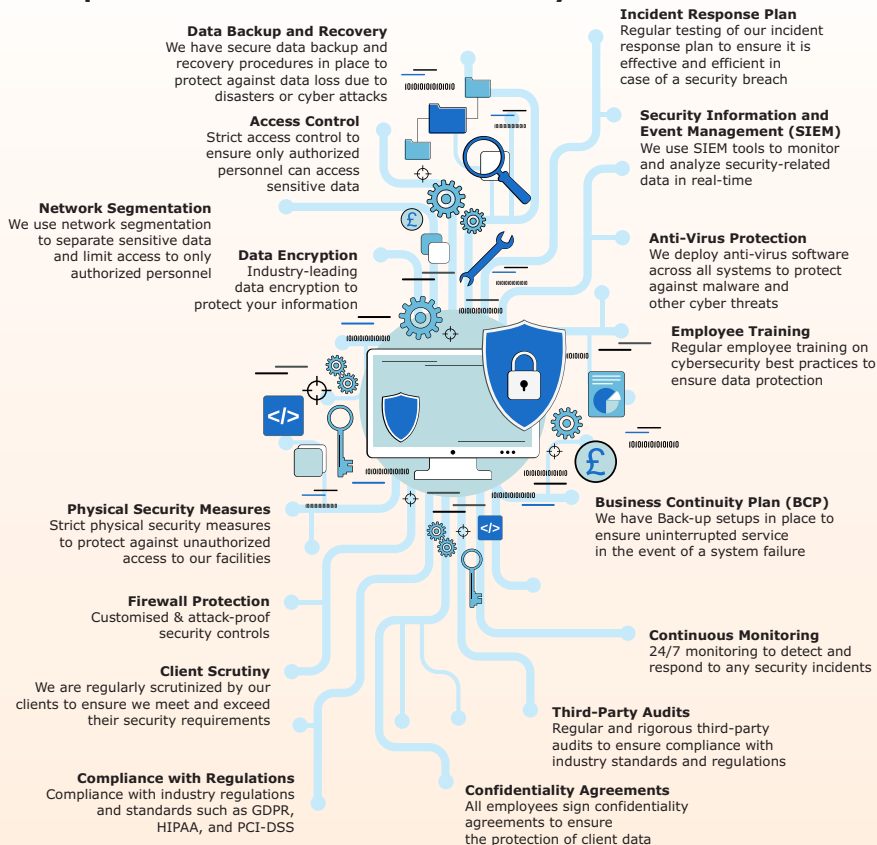 Data Backup and Recovery
We have secure data backup and
recovery procedures in place to
protect against data loss due to
disasters or cyber attacks
Access Control
Strict access control to
ensure only authorized
personnel can access
sensitive data
Network Segmentation
We use network segmentation
to separate sensitive data
and limit access to only
authorized personnel
Data Encryption
Industry-leading
data encryption to
protect your information
Incident Response Plan
Regular testing of our incident
response plan to ensure it is
effective and efficient in
case of a security breach
Security Information and
Event Management (SIEM)
We use SIEM tools to monitor
and analyze security-related
data in real-time
Anti-Virus Protection
We deploy anti-virus software
across all systems to protect
against malware and
other cyber threats
Employee Training
Regular employee training on
cybersecurity best practices to
ensure data protection
£
</>
£
</>
Physical Security Measures
Strict physical security measures
to protect against unauthorized
access to our facilities
Firewall Protection
Customised & attack-proof
security controls
Client Scrutiny
We are regularly scrutinized by our
clients to ensure we meet and exceed
their security requirements
Compliance with Regulations
Compliance with industry regulations
and standards such as GDPR,
HIPAA, and PCI-DSS
Business Continuity Plan (BCP)
We have Back-up setups in place to
ensure uninterrupted service
in the event of a system failure
Continuous Monitoring
24/7 monitoring to detect and
respond to any security incidents
Third-Party Audits
Regular and rigorous third-party
audits to ensure compliance with
industry standards and regulations
Confidentiality Agreements
All employees sign confidentiality
agreements to ensure
the protection of client data